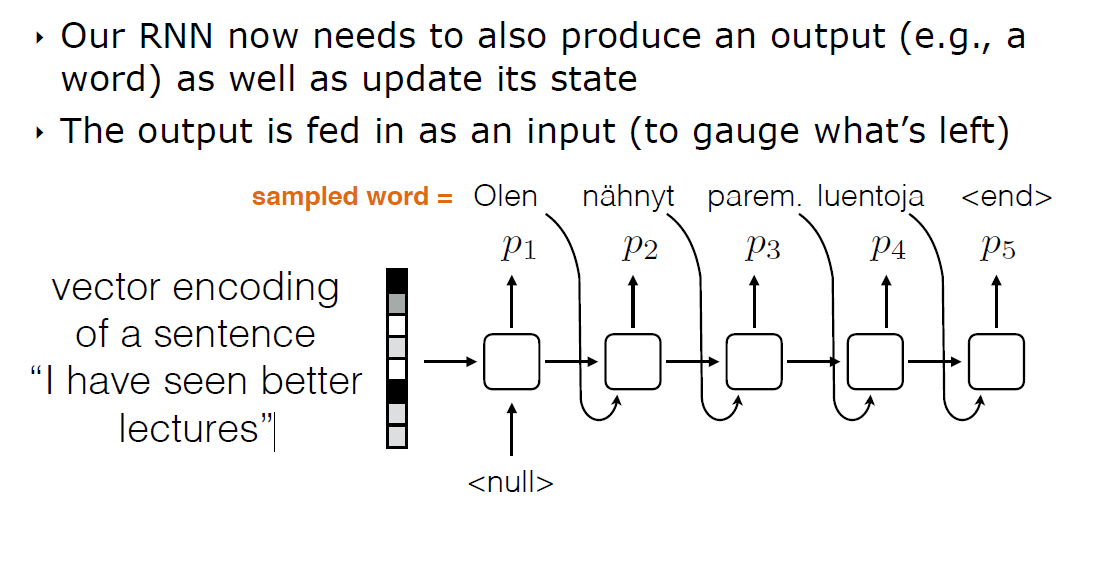 ‣ Our RNN now needs to also produce an output (e.g., a
word) as well as update its state
‣ The output is fed in as an input (to gauge what's left)
sampled word = Olen nähnyt parem. luentoja <end>
p1 p2 p3 p4 p5
vector encoding
of a sentence
“I have seen better
lectures”
<null>